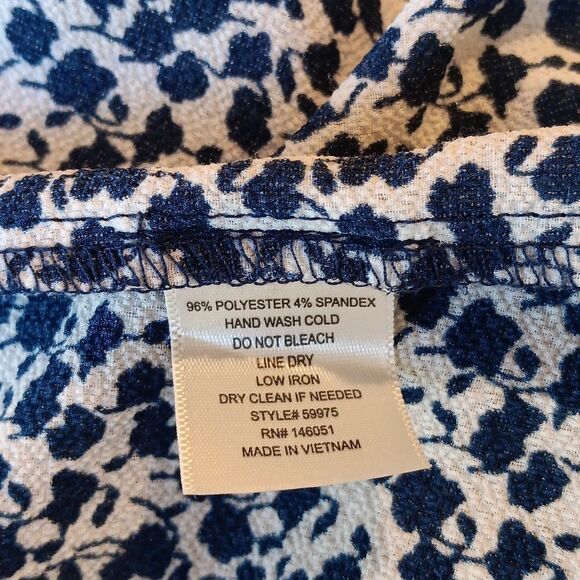 96% POLYESTER 4% SPANDEX
HAND WASH COLD
DO NOT BLEACH
LINE DRY
LOW IRON
DRY CLEAN IF NEEDED
STYLE# 59975
RN# 146051
MADE IN VIETNAM